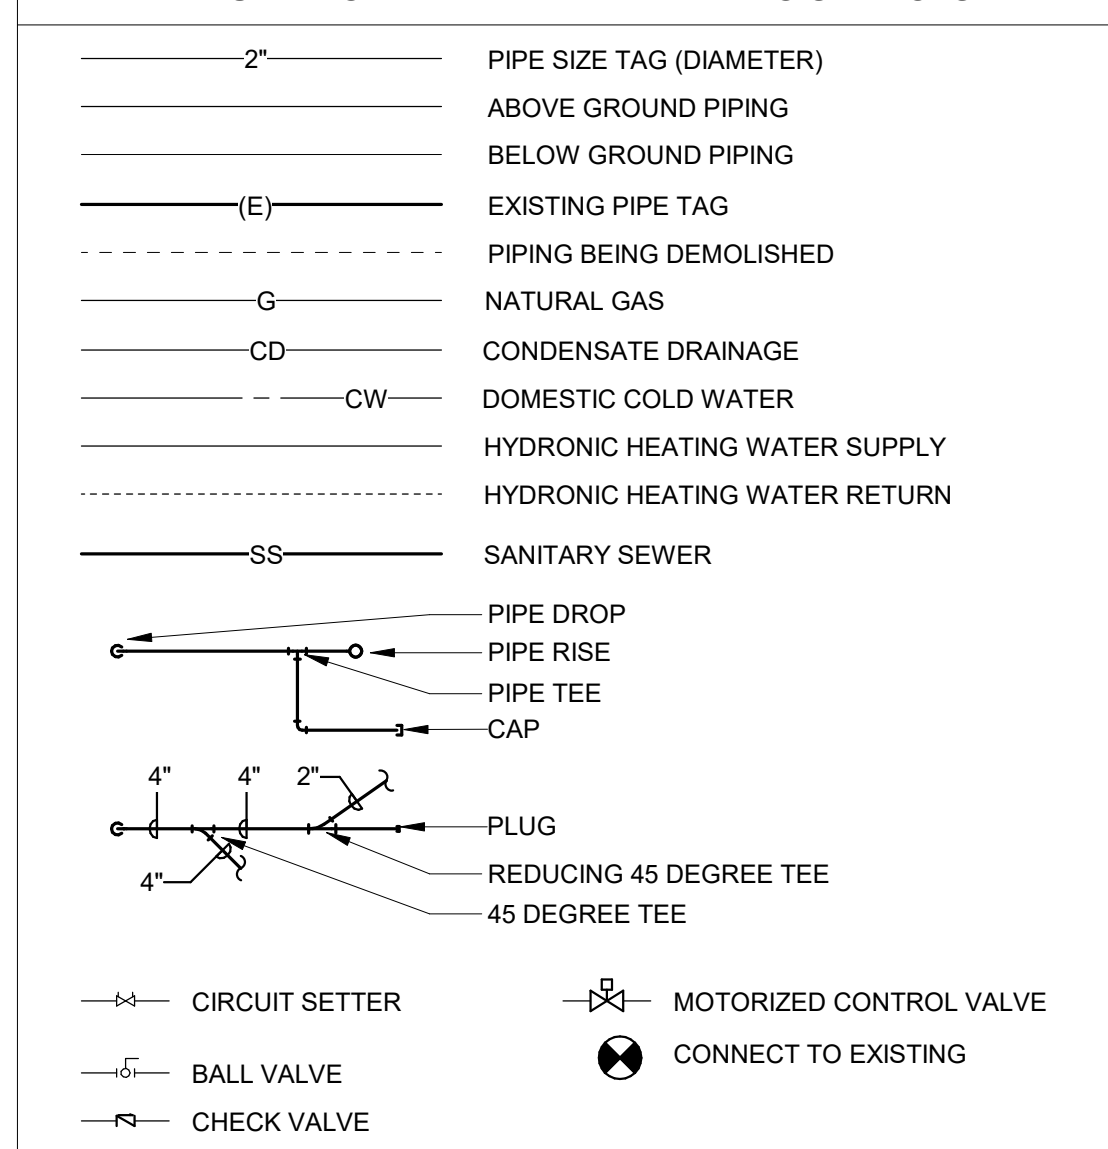 2" PIPE SIZE TAG (DIAMETER)
ABOVE GROUND PIPING
BELOW GROUND PIPING
(E) EXISTING PIPE TAG
PIPING BEING DEMOLISHED
G NATURAL GAS
CD CONDENSATE DRAINAGE
CW DOMESTIC COLD WATER
HYDRONIC HEATING WATER SUPPLY
HYDRONIC HEATING WATER RETURN
SS SANITARY SEWER
PIPE DROP
PIPE RISE
PIPE TEE
CAP
4" 4" 2"
PLUG
4" REDUCING 45 DEGREE TEE
45 DEGREE TEE
CIRCUIT SETTER MOTORIZED CONTROL VALVE
CONNECT TO EXISTING
BALL VALVE
CHECK VALVE